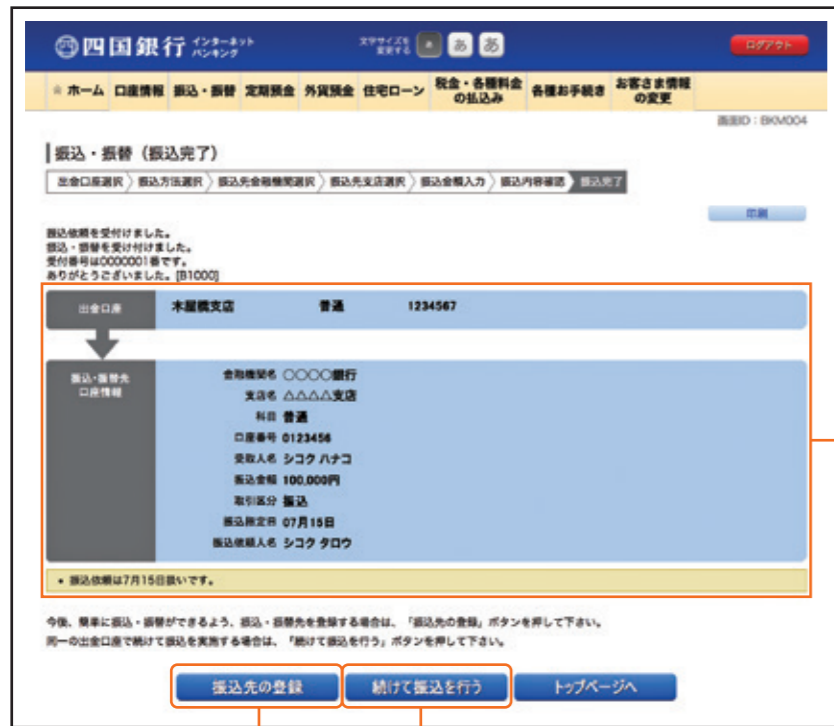 四国銀行 インターネットバンキング
文字サイズを変更する あ あ あ
ログアウト
ホーム 口座情報 振込・振替 定期預金 外貨預金 住宅ローン 税金・各種料金の払込み 各種お手続き お客さま情報の変更
画面ID：BKM004
振込・振替（振込完了）
出金口座選択 〉 振込方法選択 〉 振込先金融機関選択 〉 振込先支店選択 〉 振込金額入力 〉 振込内容確認 〉 振込完了
印刷
振込依頼を受付けました。
振込・振替を受け付けました。
受付番号は0000001番です。
ありがとうございました。[B1000]
出金口座 木屋橋支店 普通 1234567
振込・振替先口座情報
金融機関名 ○○○○銀行
支店名 △△△△支店
科目 普通
口座番号 0123456
受取人名 シコク ハナコ
振込金額 100,000円
取引区分 振込
振込指定日 07月15日
振込依頼人名 シコク タロウ
• 振込依頼は7月15日扱いです。
今後、簡単に振込・振替ができるよう、振込・振替先を登録する場合は、「振込先の登録」ボタンを押して下さい。
同一の出金口座で続けて振込を実施する場合は、「続けて振込を行う」ボタンを押して下さい。
振込先の登録 続けて振込を行う トップページへ